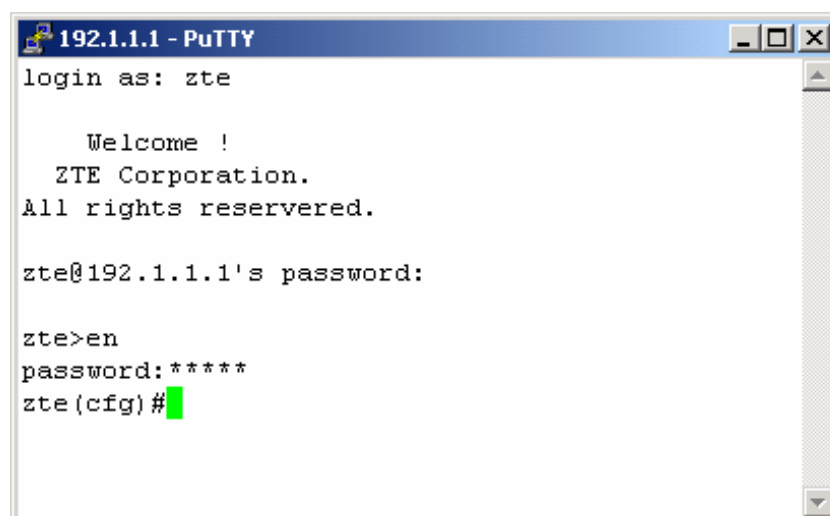 192.1.1.1 - PuTTY
login as: zte
Welcome !
ZTE Corporation.
All rights reservered.
zte@192.1.1.1's password:
zte>en
password:*****
zte(cfg)#